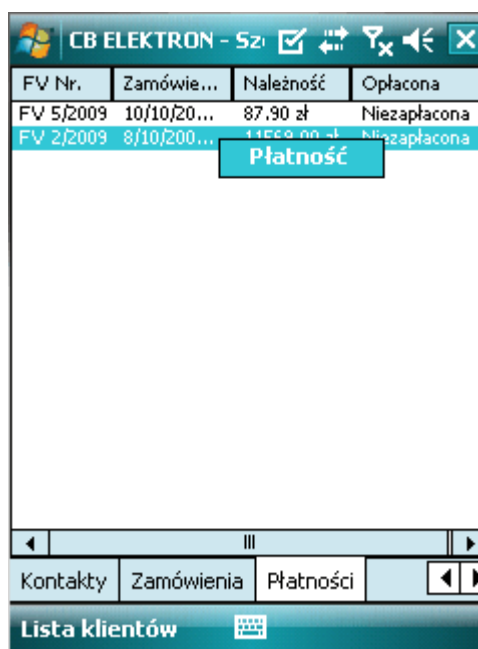 CB ELEKTRON - Sz
FV Nr. Zamówie... Należność Opłacona
FV 5/2009 10/10/20... 87.90 zł Niezapłacona
FV 2/2009 8/10/200... Niezapłacona
Płatność
Kontakty Zamówienia Płatności
Lista klientów